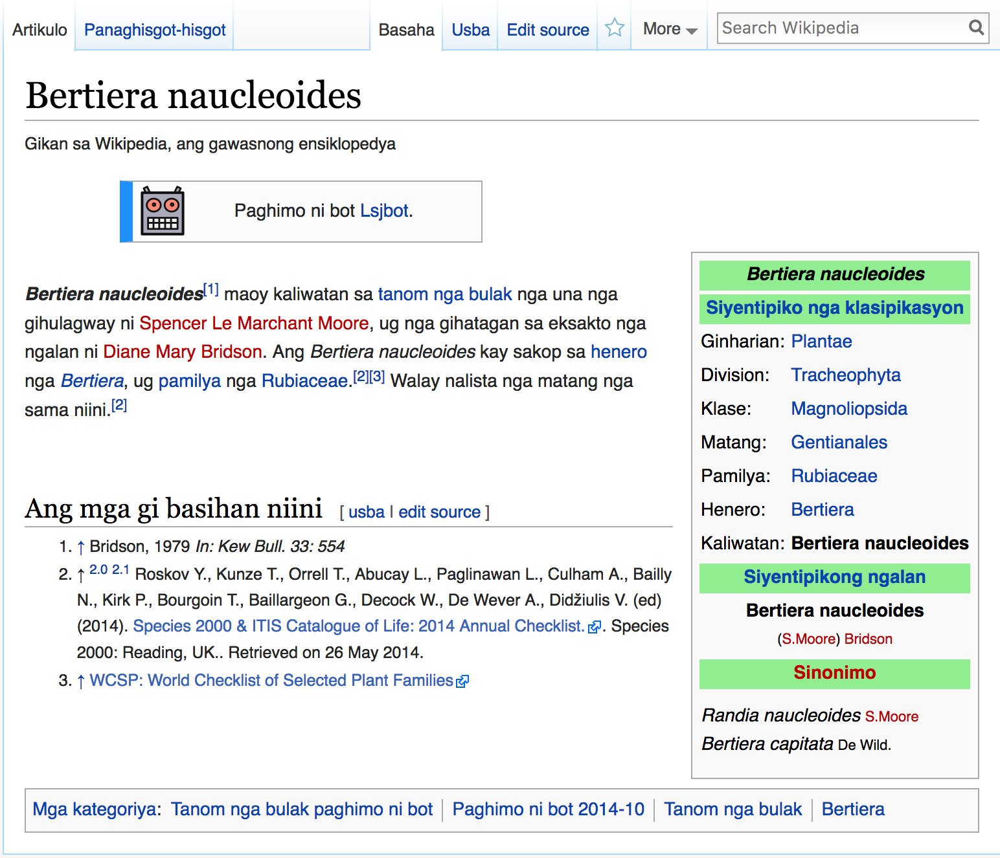 Artikulo Panaghisgot-hisgot Basaha Usba Edit source More Search Wikipedia
Bertiera naucleoides
Gikan sa Wikipedia, ang gawasnong ensiklopedya
Paghimo ni bot Lsjbot.
Bertiera naucleoides[1] maoy kaliwatan sa tanom nga bulak nga una nga
gihulagway ni Spencer Le Marchant Moore, ug nga gihatagan sa eksakto nga
ngalan ni Diane Mary Bridson. Ang Bertiera naucleoides kay sakop sa henero
nga Bertiera, ug pamilya nga Rubiaceae.[2][3] Walay nalista nga matang nga
sama niini.[2]
Ang mga gi basihan niini [ usba | edit source ]
1. ↑ Bridson, 1979 In: Kew Bull. 33: 554
2. ↑ 2.0 2.1 Roskov Y., Kunze T., Orrell T., Abucay L., Paglinawan L., Culham A., Bailly
N., Kirk P., Bourgoin T., Baillargeon G., Decock W., De Wever A., Didžiulis V. (ed)
(2014). Species 2000 & ITIS Catalogue of Life: 2014 Annual Checklist. . Species
2000: Reading, UK.. Retrieved on 26 May 2014.
3. ↑ WCSP: World Checklist of Selected Plant Families
Bertiera naucleoides
Siyentipiko nga klasipikasyon
Ginharian: Plantae
Division: Tracheophyta
Klase: Magnoliopsida
Matang: Gentianales
Pamilya: Rubiaceae
Henero: Bertiera
Kaliwatan: Bertiera naucleoides
Siyentipikong ngalan
Bertiera naucleoides
(S.Moore) Bridson
Sinonimo
Randia naucleoides S.Moore
Bertiera capitata De Wild.
Mga kategoriya: Tanom nga bulak paghimo ni bot | Paghimo ni bot 2014-10 | Tanom nga bulak | Bertiera